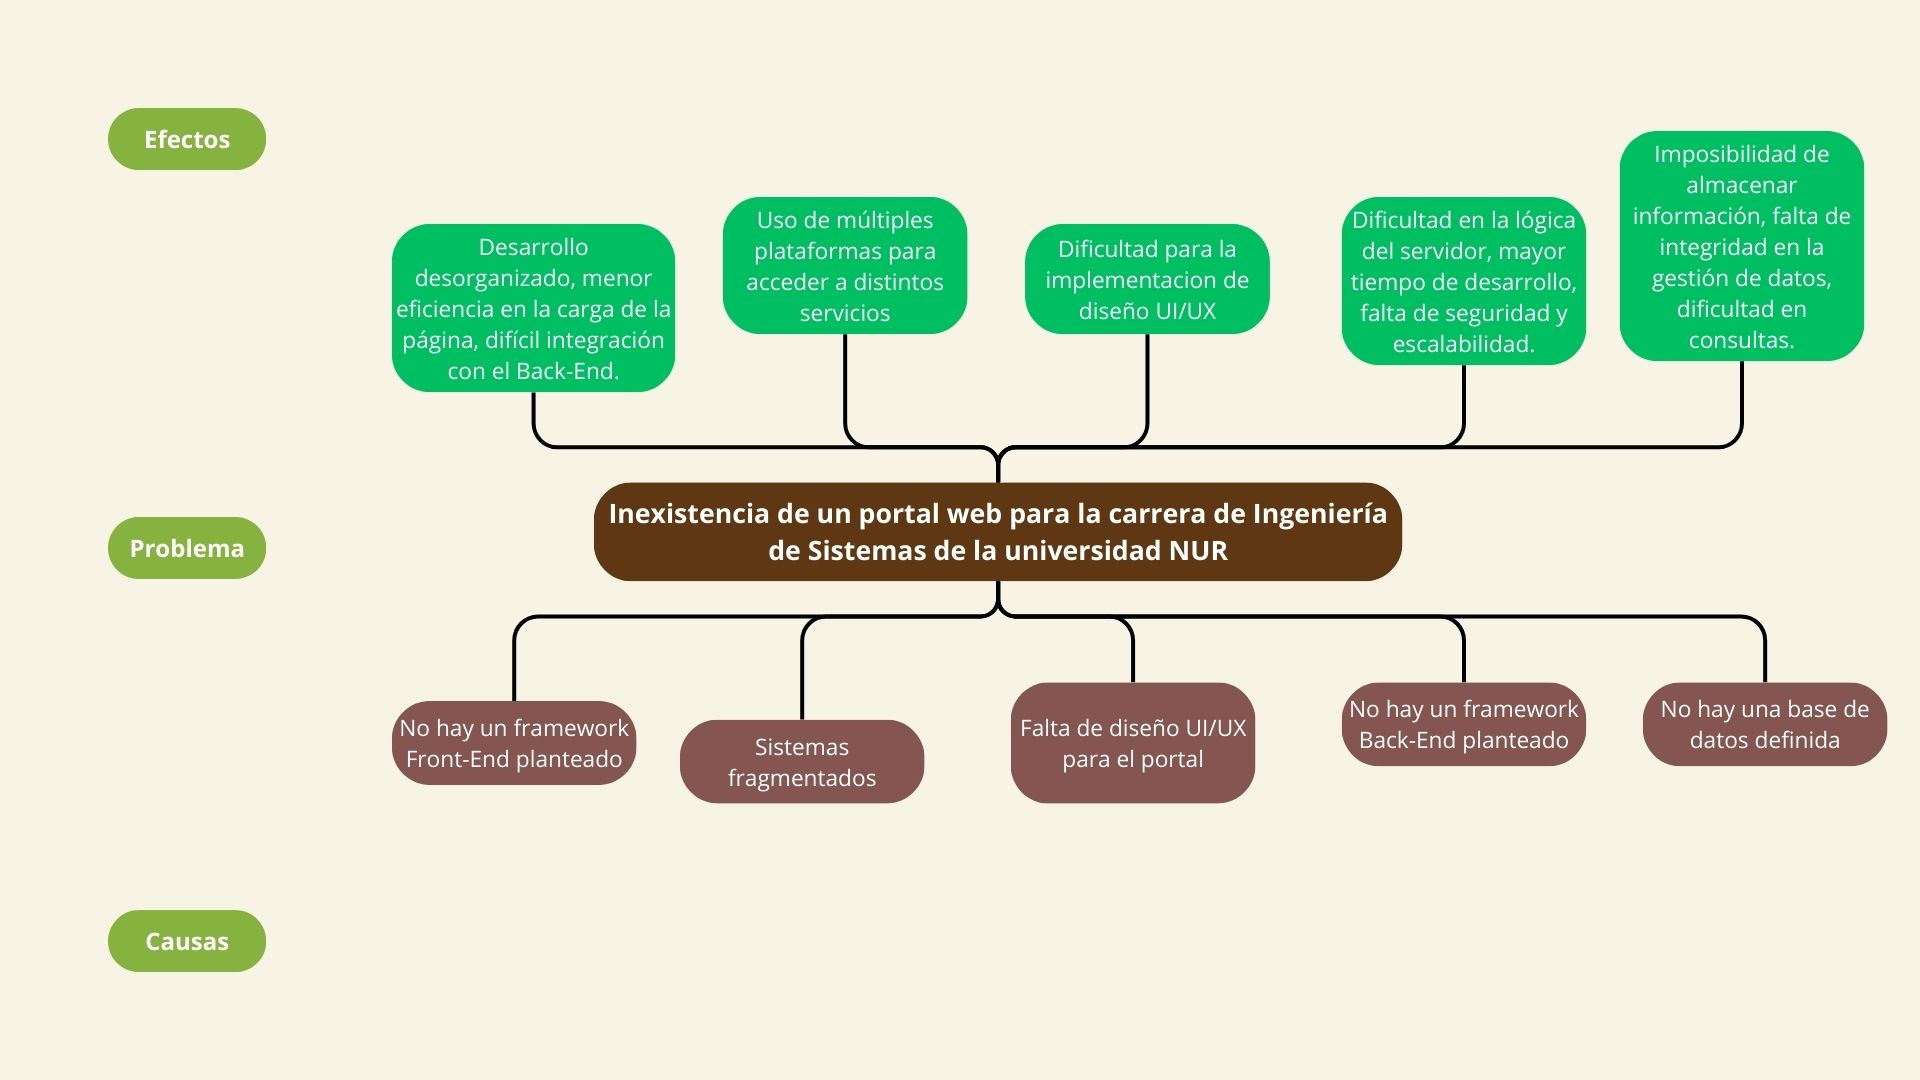 Efectos
Desarrollo
desorganizado, menor
eficiencia en la carga de la
página, difícil integración
con el Back-End.
Uso de múltiples
plataformas para
acceder a distintos
servicios
Dificultad para la
implementacion de
diseño UI/UX
Dificultad en la lógica
del servidor, mayor
tiempo de desarrollo,
falta de seguridad y
escalabilidad.
Imposibilidad de
almacenar
información, falta de
integridad en la
gestión de datos,
dificultad en
consultas.
Problema
Inexistencia de un portal web para la carrera de Ingeniería
de Sistemas de la universidad NUR
No hay un framework
Front-End planteado
Sistemas
fragmentados
Falta de diseño UI/UX
para el portal
No hay un framework
Back-End planteado
No hay una base de
datos definida
Causas